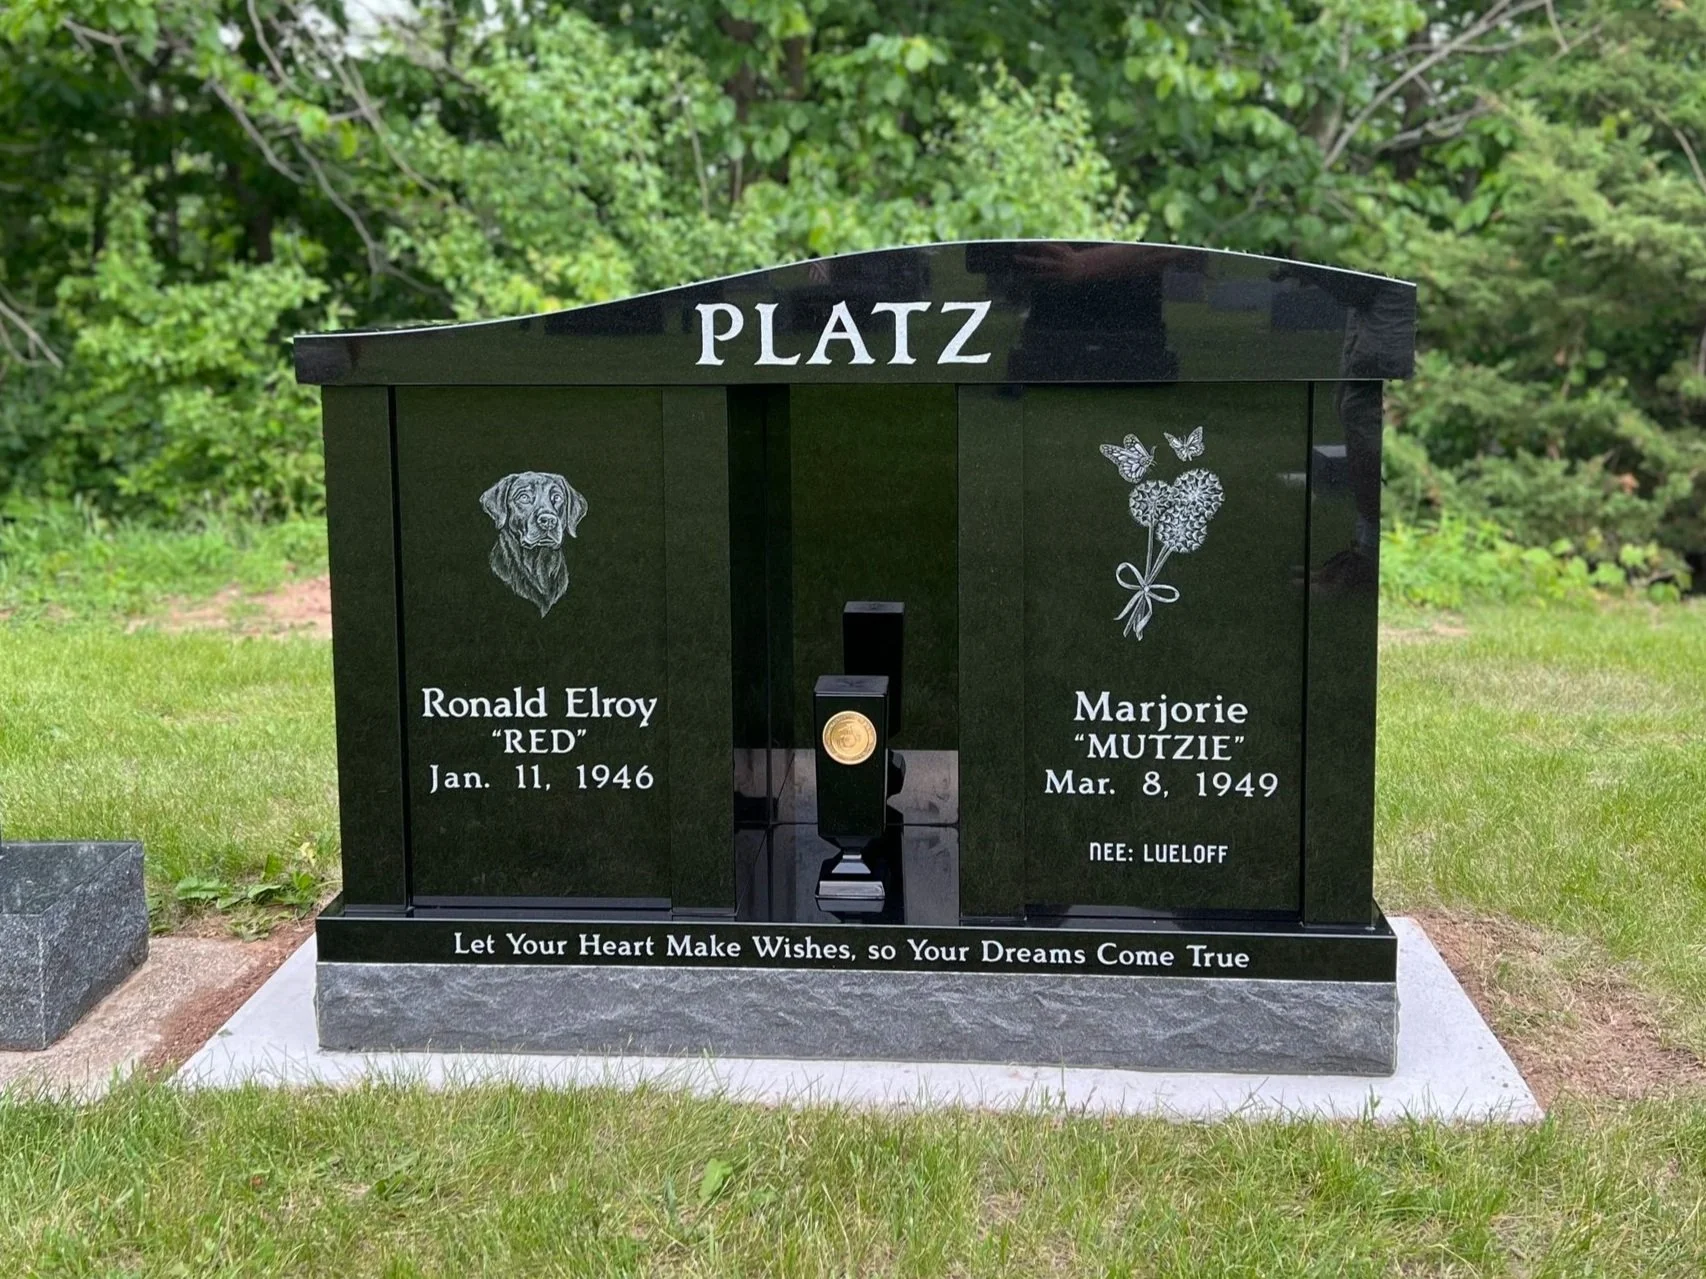 PLATZ
Ronald Elroy
“RED”
Jan. 11, 1946
Marjorie
“MUTZIE”
Mar. 8, 1949
NEE: LUELOFF
Let Your Heart Make Wishes, so Your Dreams Come True